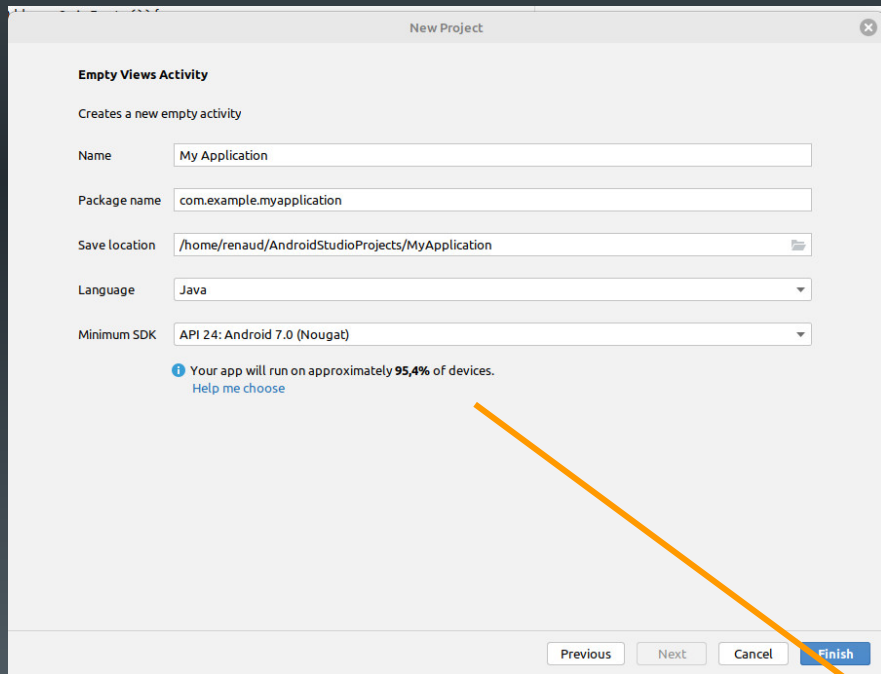 New Project
Empty Views Activity
Creates a new empty activity
Name My Application
Package name com.example.myapplication
Save location /home/renaud/AndroidStudioProjects/MyApplication
Language Java
Minimum SDK API 24: Android 7.0 (Nougat)
Your app will run on approximately 95,4% of devices.
Help me choose
Previous Next Cancel Finish